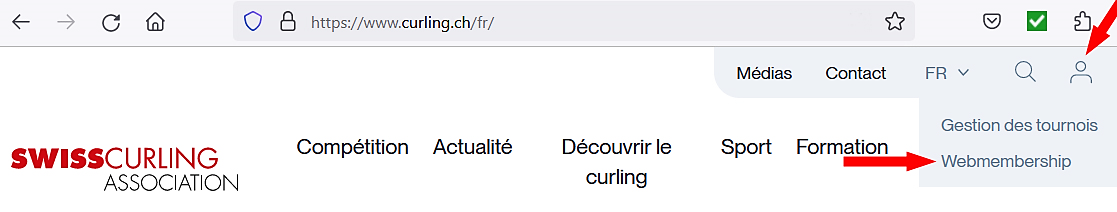 https://www.curling.ch/fr/
Médias Contact FR
Gestion des tournois
Webmembership
SWISSCURLING
ASSOCIATION
Compétition Actualité Découvrir le Sport Formation
curling